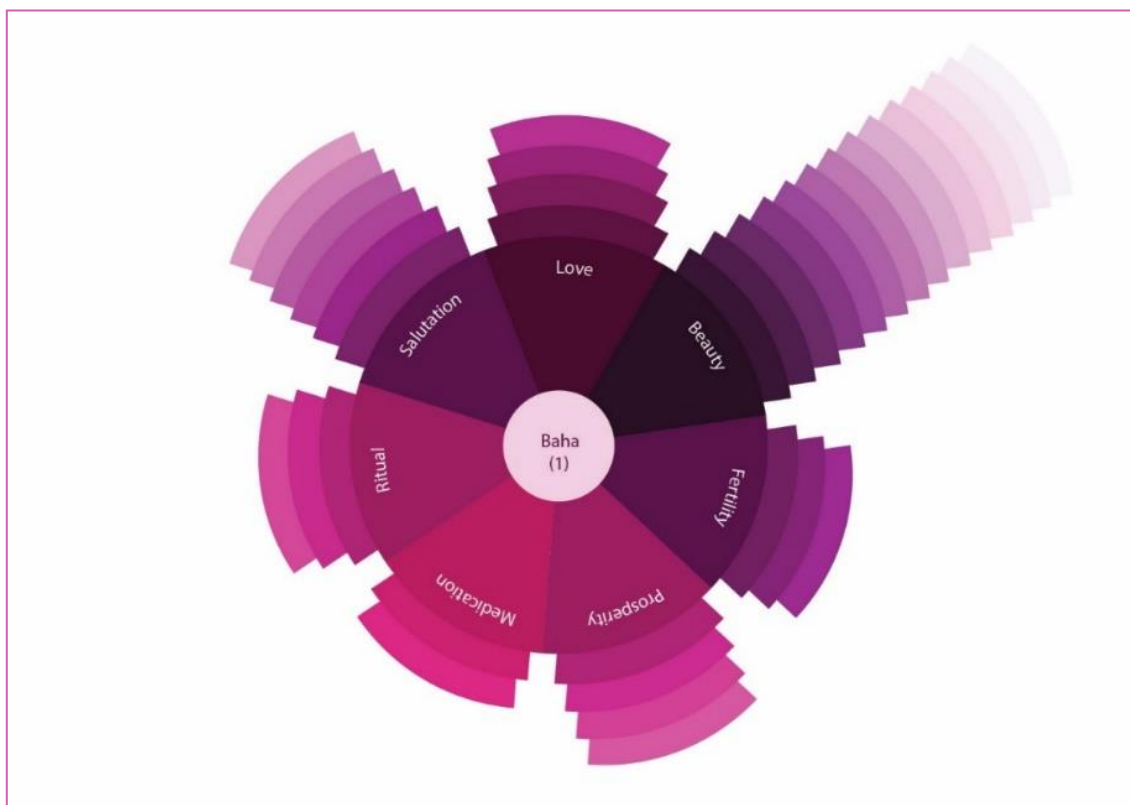 Love
Beauty
Fertility
Prosperity
Medication
Ritual
Salutation
Baha
(1)